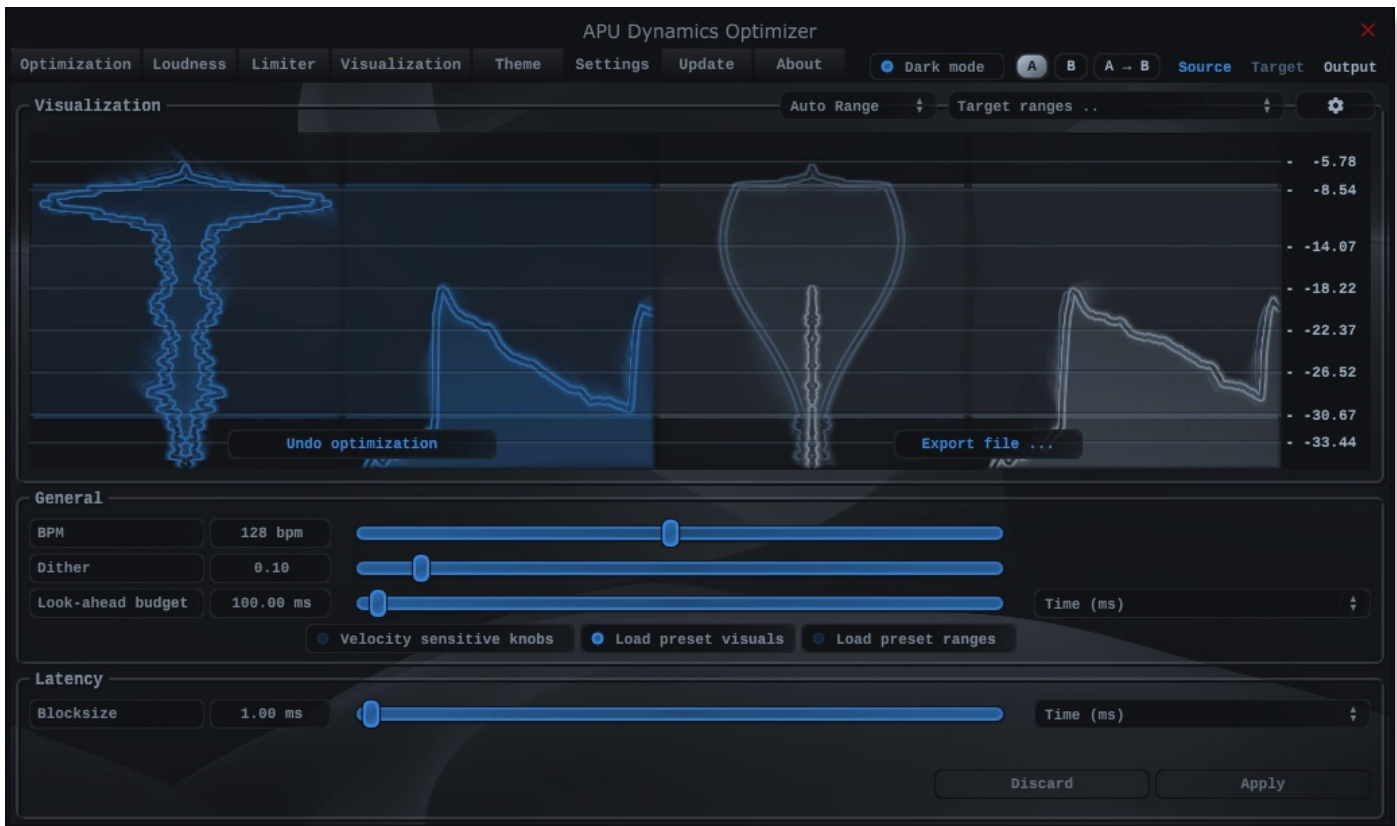 APU Dynamics Optimizer
Optimization Loudness Limiter Visualization Theme Settings Update About Dark mode A B A → B Source Target Output
Visualization Auto Range Target ranges ..
- -5.78
- -8.54
- -14.07
- -18.22
- -22.37
- -26.52
- -30.67
- -33.44
Undo optimization Export file ...
General
BPM 128 bpm
Dither 0.10
Look-ahead budget 100.00 ms Time (ms)
Velocity sensitive knobs Load preset visuals Load preset ranges
Latency
Blocksize 1.00 ms Time (ms)
Discard Apply